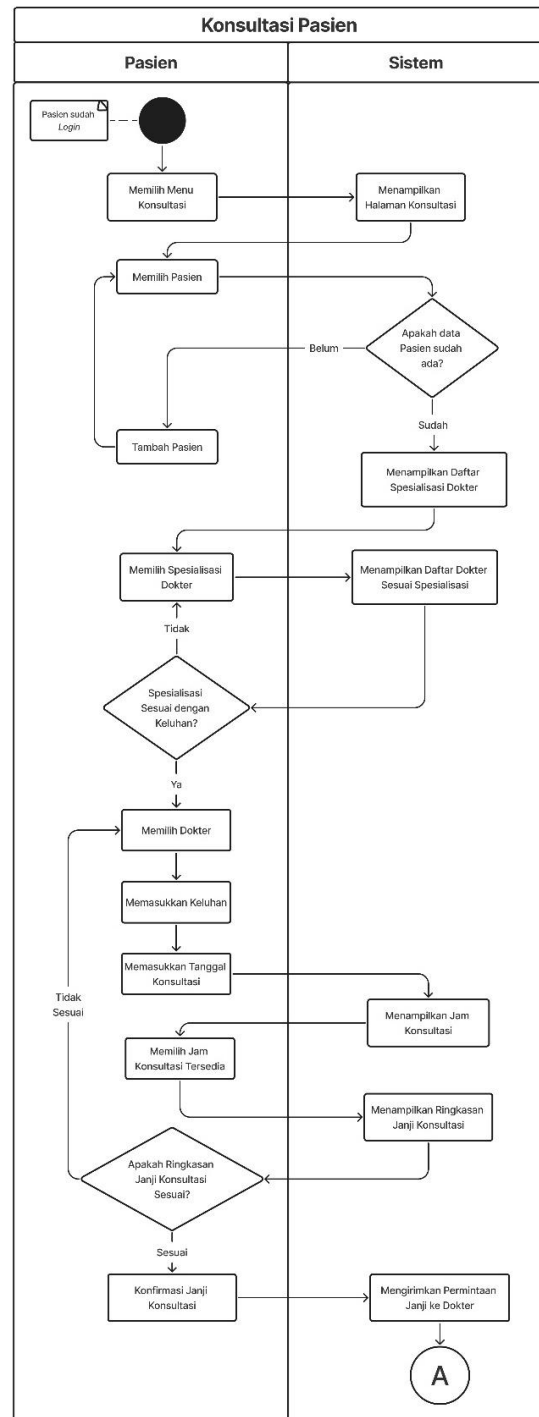 Konsultasi Pasien
Pasien
Sistem
Pasien sudah
Login
Memilih Menu
Konsultasi
Menampilkan
Halaman Konsultasi
Memilih Pasien
Apakah data
Pasien sudah
ada?
Belum
Sudah
Tambah Pasien
Menampilkan Daftar
Spesialisasi Dokter
Memilih Spesialisasi
Dokter
Menampilkan Daftar Dokter
Sesuai Spesialisasi
Tidak
Spesialisasi
Sesuai dengan
Keluhan?
Ya
Memilih Dokter
Memasukkan Keluhan
Memasukkan Tanggal
Konsultasi
Tidak
Sesuai
Menampilkan Jam
Konsultasi
Memilih Jam
Konsultasi Tersedia
Menampilkan Ringkasan
Janji Konsultasi
Apakah Ringkasan
Janji Konsultasi
Sesuai?
Sesuai
Konfirmasi Janji
Konsultasi
Mengirimkan Permintaan
Janji ke Dokter
A